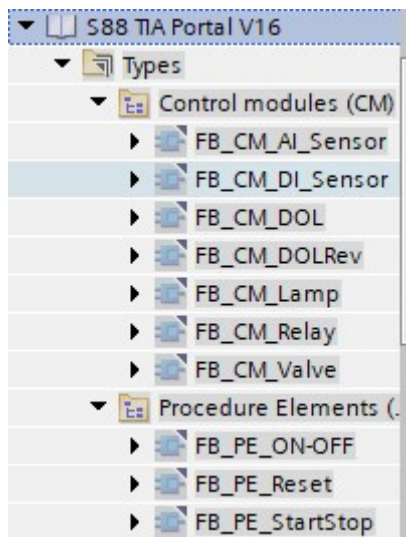 S88 TIA Portal V16
Types
Control modules (CM)
FB_CM_AI_Sensor
FB_CM_DI_Sensor
FB_CM_DOL
FB_CM_DOLRev
FB_CM_Lamp
FB_CM_Relay
FB_CM_Valve
Procedure Elements (.
FB_PE_ON-OFF
FB_PE_Reset
FB_PE_StartStop